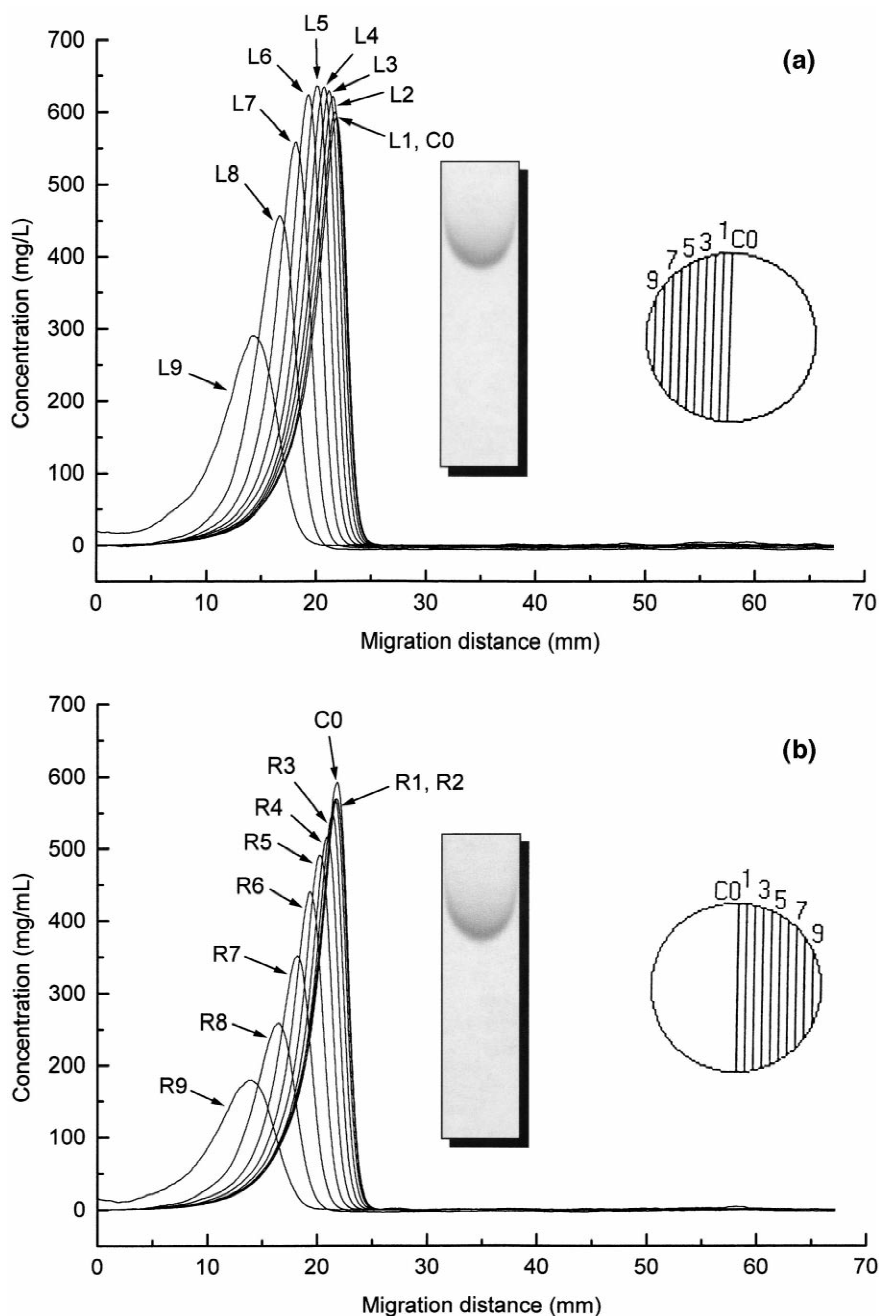 700
600
500
400
300
200
100
0
Concentration (mg/L)
L5
L4
L6
L3
L2
L7
L1, C0
L8
L9
(a)
1 C0
3
5
7
9
0 10 20 30 40 50 60 70
Migration distance (mm)
700
600
500
400
300
200
100
0
Concentration (mg/mL)
C0
R3
R1, R2
R4
R5
R6
R7
R8
R9
(b)
C0 1
3
5
7
9
0 10 20 30 40 50 60 70
Migration distance (mm)